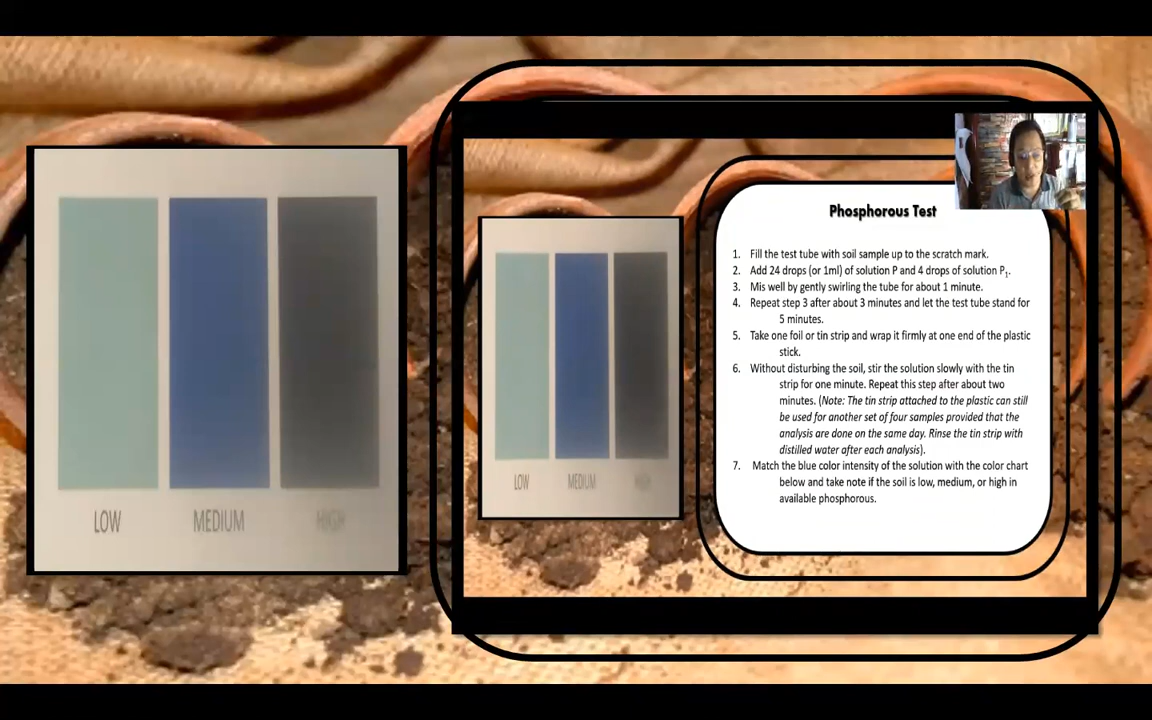 LOW MEDIUM HIGH
LOW MEDIUM HIGH
Phosphorous Test
1. Fill the test tube with soil sample up to the scratch mark.
2. Add 24 drops (or 1ml) of solution P and 4 drops of solution P₁.
3. Mis well by gently swirling the tube for about 1 minute.
4. Repeat step 3 after about 3 minutes and let the test tube stand for
5 minutes.
5. Take one foil or tin strip and wrap it firmly at one end of the plastic
stick.
6. Without disturbing the soil, stir the solution slowly with the tin
strip for one minute. Repeat this step after about two
minutes. (Note: The tin strip attached to the plastic can still
be used for another set of four samples provided that the
analysis are done on the same day. Rinse the tin strip with
distilled water after each analysis).
7. Match the blue color intensity of the solution with the color chart
below and take note if the soil is low, medium, or high in
available phosphorous.